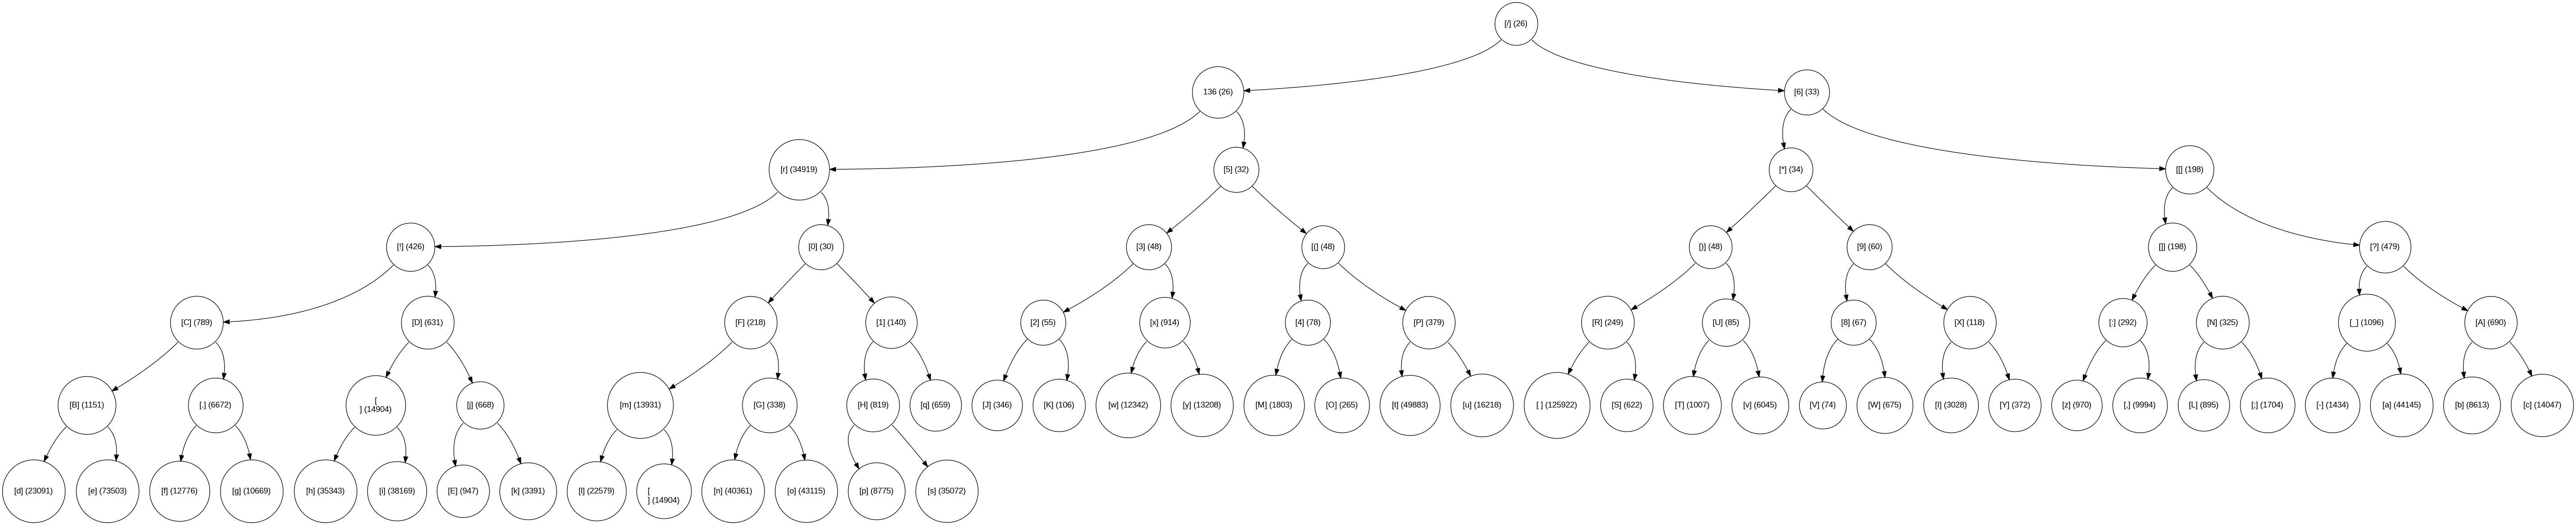 [/] (26)
136 (26)
[6] (33)
[r] (34919)
[5] (32)
[*] (34)
[[] (198)
[!] (426)
[0] (30)
[3] (48)
[(] (48)
[)] (48)
[9] (60)
[]] (198)
[?] (479)
[C] (789)
[D] (631)
[F] (218)
[1] (140)
[2] (55)
[x] (914)
[4] (78)
[P] (379)
[R] (249)
[U] (85)
[8] (67)
[X] (118)
[:] (292)
[N] (325)
[_] (1096)
[A] (690)
[B] (1151)
[.] (6672)
[
] (14904)
[j] (668)
[m] (13931)
[G] (338)
[H] (819)
[q] (659)
[J] (346)
[K] (106)
[w] (12342)
[y] (13208)
[M] (1803)
[O] (265)
[t] (49883)
[u] (16218)
[ ] (125922)
[S] (622)
[T] (1007)
[v] (6045)
[V] (74)
[W] (675)
[I] (3028)
[Y] (372)
[z] (970)
[,] (9994)
[L] (895)
[;] (1704)
[-] (1434)
[a] (44145)
[b] (8613)
[c] (14047)
[d] (23091)
[e] (73503)
[f] (12776)
[g] (10669)
[h] (35343)
[i] (38169)
[E] (947)
[k] (3391)
[l] (22579)
[
] (14904)
[n] (40361)
[o] (43115)
[p] (8775)
[s] (35072)